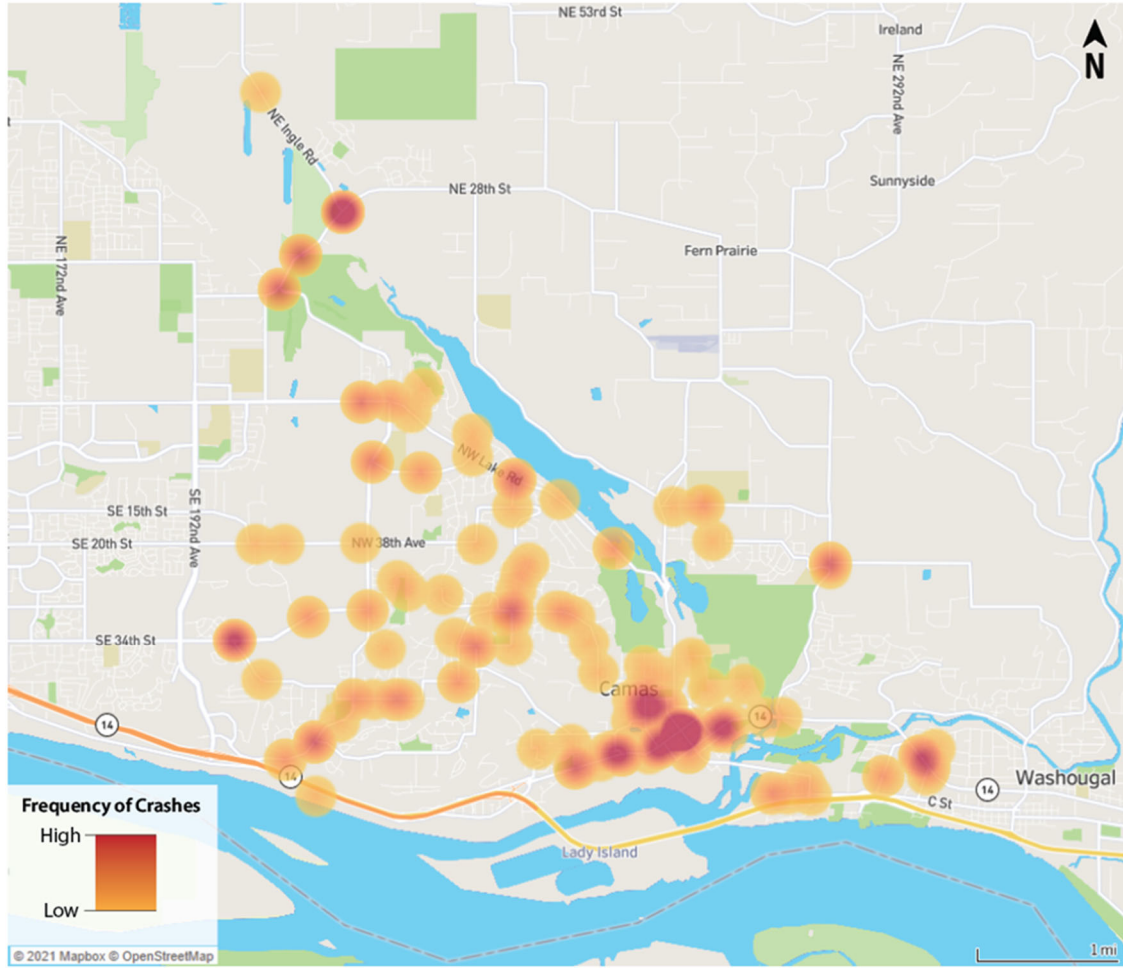 NE 53rd St
Ireland
N
NE 292nd Ave
NE Ingle Rd
NE 28th St
Sunnyside
NE 172nd Ave
Fern Prairie
NW Lake Rd
SE 192nd Ave
SE 15th St
SE 20th St
NW 38th Ave
SE 34th St
Camas
14
14
14
14
Washougal
C St
Lady Island
Frequency of Crashes
High
Low
1 mi
© 2021 Mapbox © OpenStreetMap